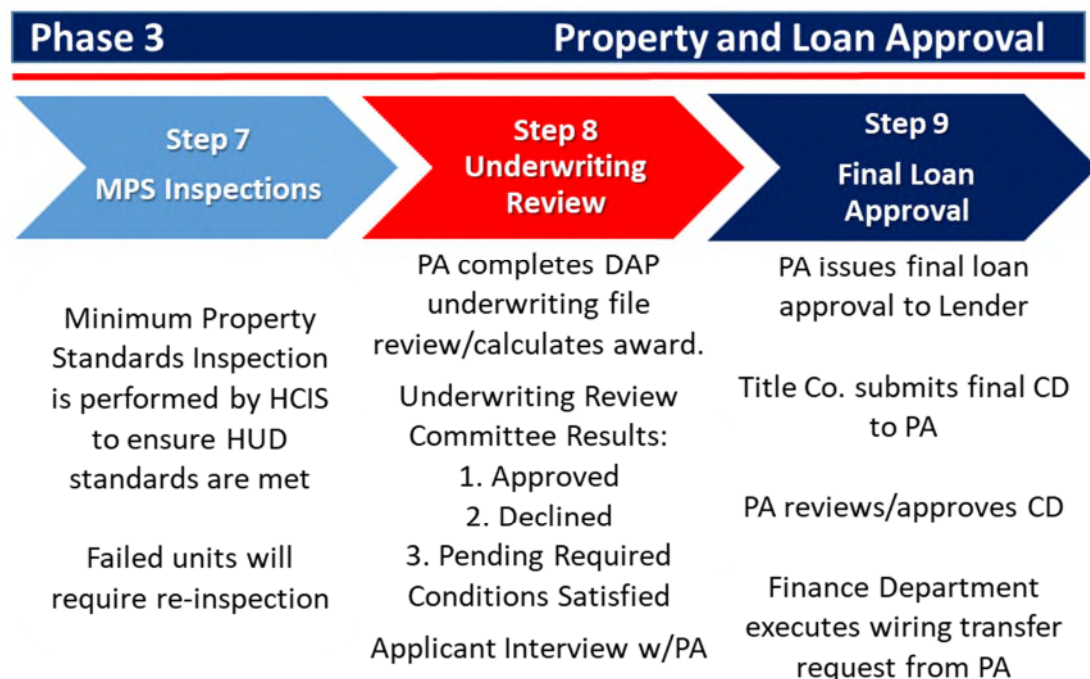 Phase 3 Property and Loan Approval
Step 7
MPS Inspections
Minimum Property
Standards Inspection
is performed by HCIS
to ensure HUD
standards are met
Failed units will
require re-inspection
Step 8
Underwriting
Review
PA completes DAP
underwriting file
review/calculates award.
Underwriting Review
Committee Results:
1. Approved
2. Declined
3. Pending Required
Conditions Satisfied
Applicant Interview w/PA
Step 9
Final Loan
Approval
PA issues final loan
approval to Lender
Title Co. submits final CD
to PA
PA reviews/approves CD
Finance Department
executes wiring transfer
request from PA